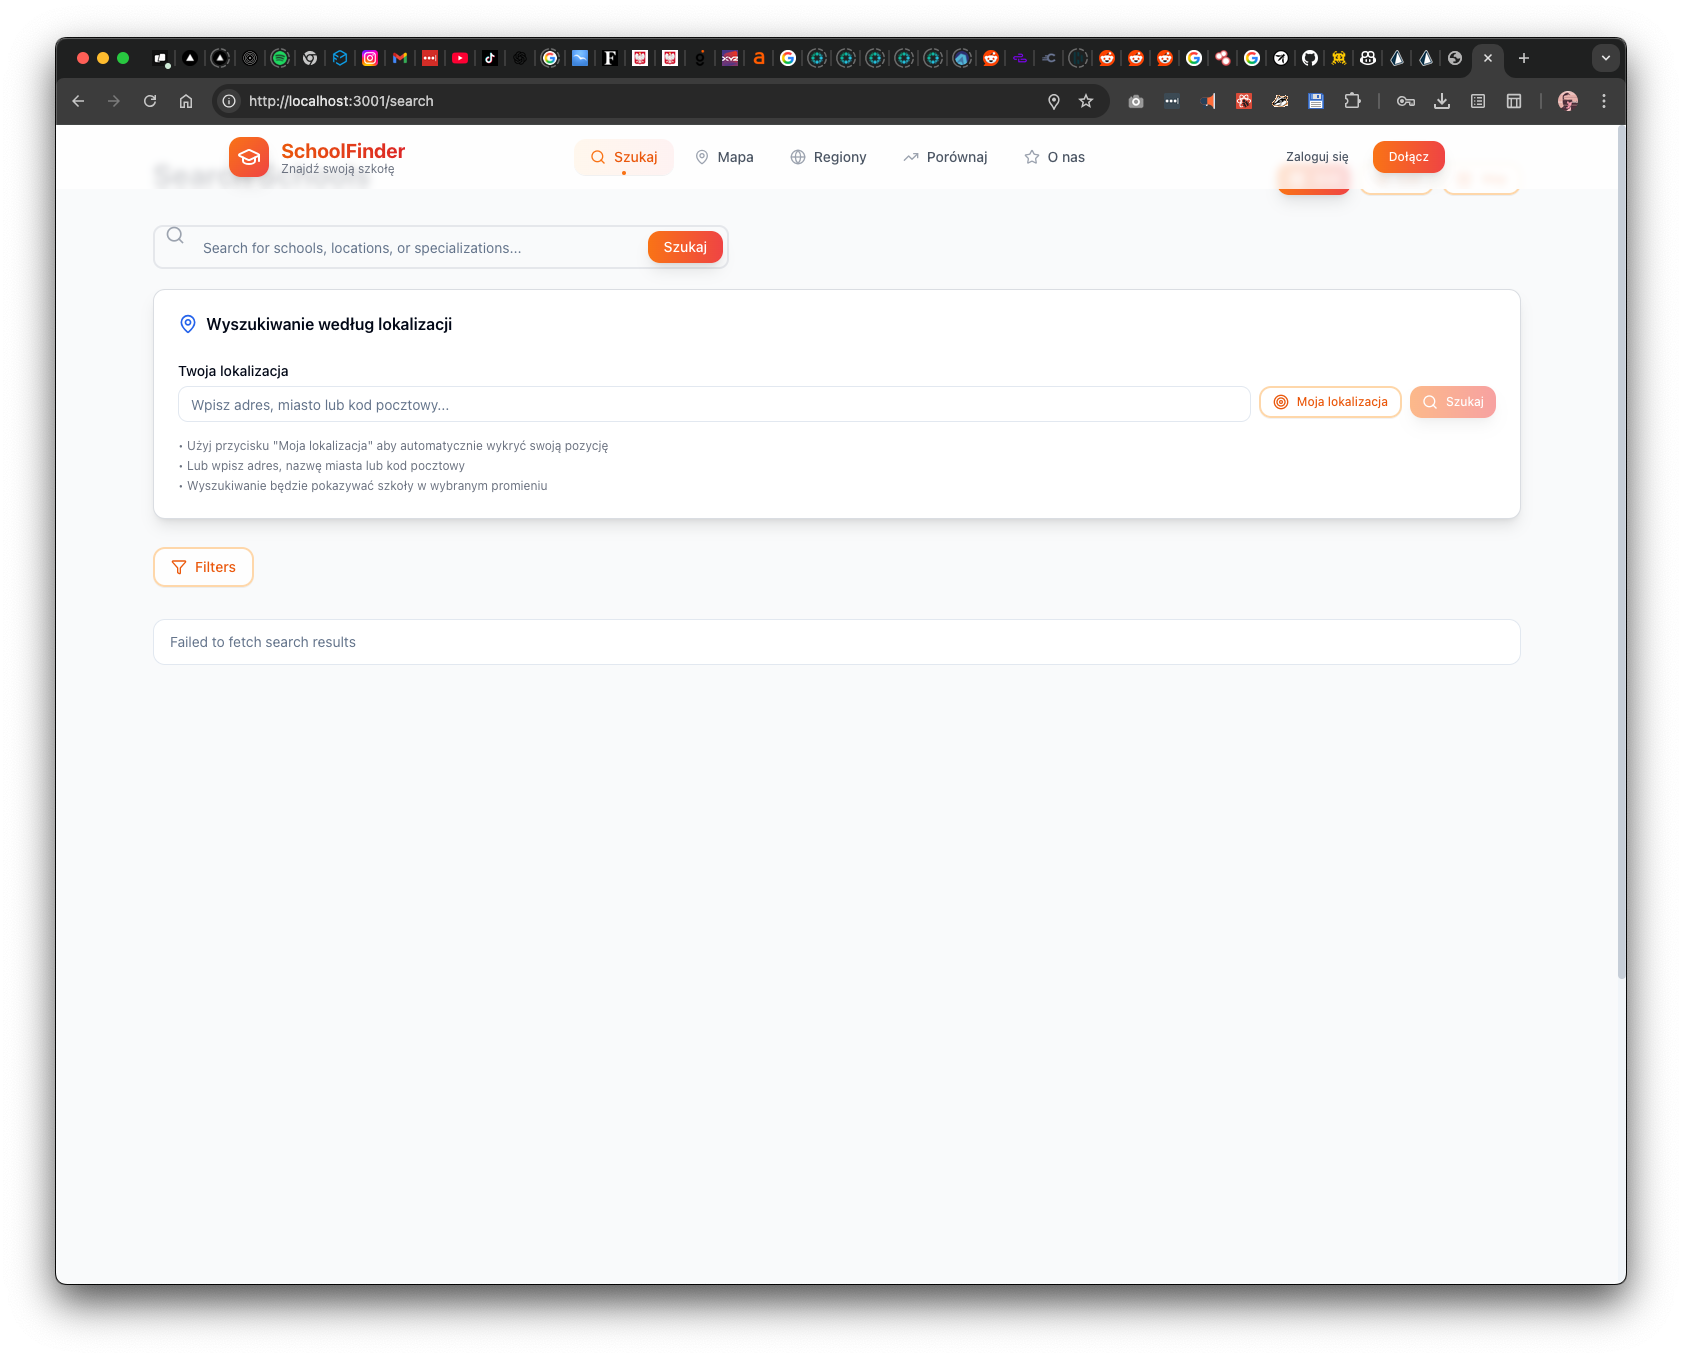 http://localhost:3001/search
SchoolFinder
Znajdź swoją szkołę
Szukaj
Mapa
Regiony
Porównaj
O nas
Zaloguj się
Dołącz
Search for schools, locations, or specializations...
Szukaj
Wyszukiwanie według lokalizacji
Twoja lokalizacja
Wpisz adres, miasto lub kod pocztowy...
Moja lokalizacja
Szukaj
• Użyj przycisku "Moja lokalizacja" aby automatycznie wykryć swoją pozycję
• Lub wpisz adres, nazwę miasta lub kod pocztowy
• Wyszukiwanie będzie pokazywać szkoły w wybranym promieniu
Filters
Failed to fetch search results